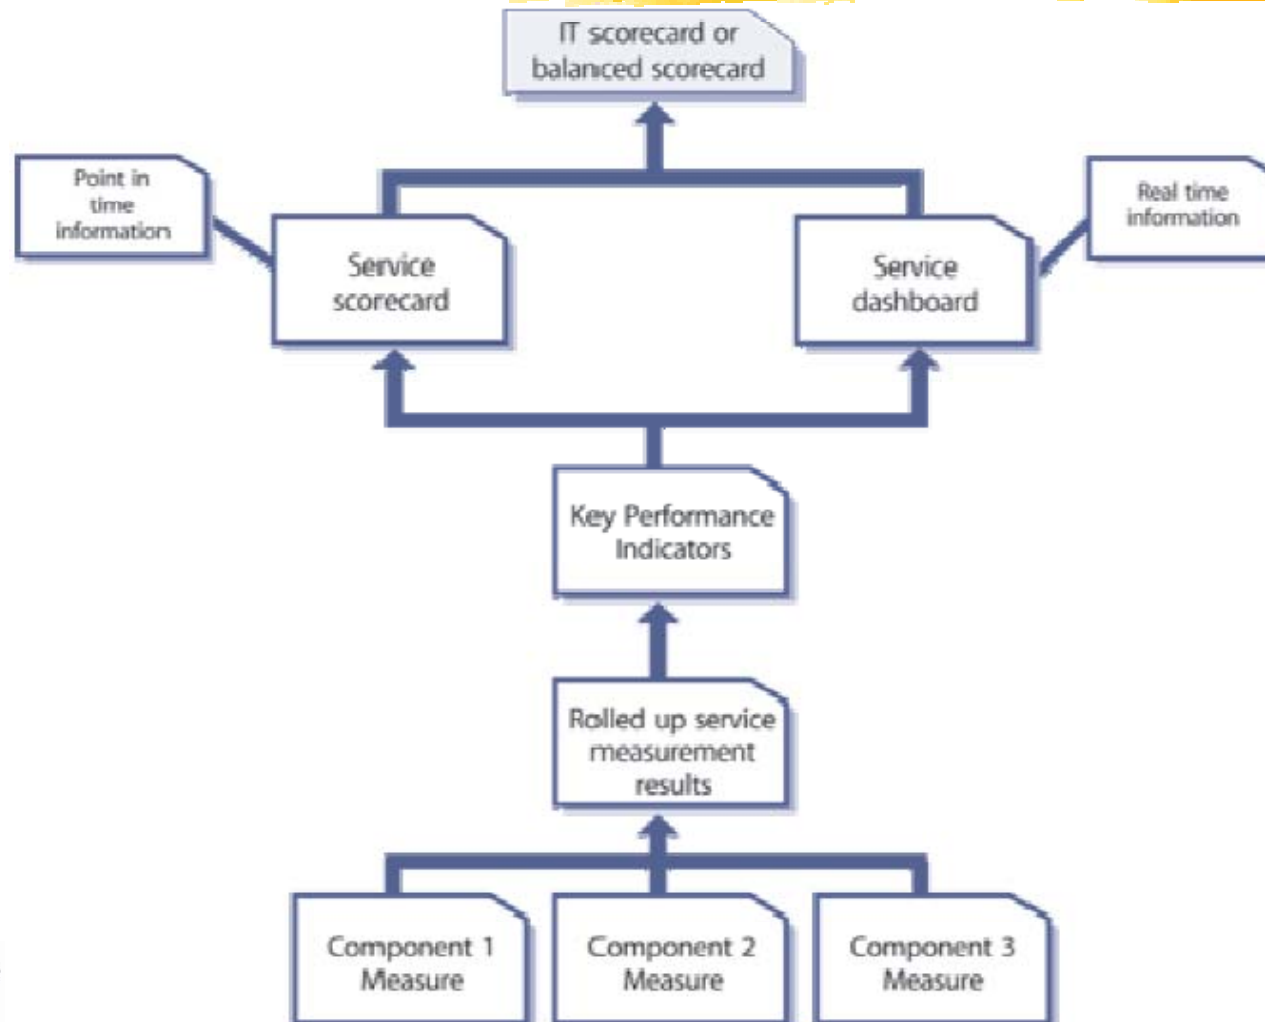 IT scorecard or
balanced scorecard
Point in
time
information
Real time
information
Service
scorecard
Service
dashboard
Key Performance
Indicators
Rolled up service
measurement
results
Component 1
Measure
Component 2
Measure
Component 3
Measure